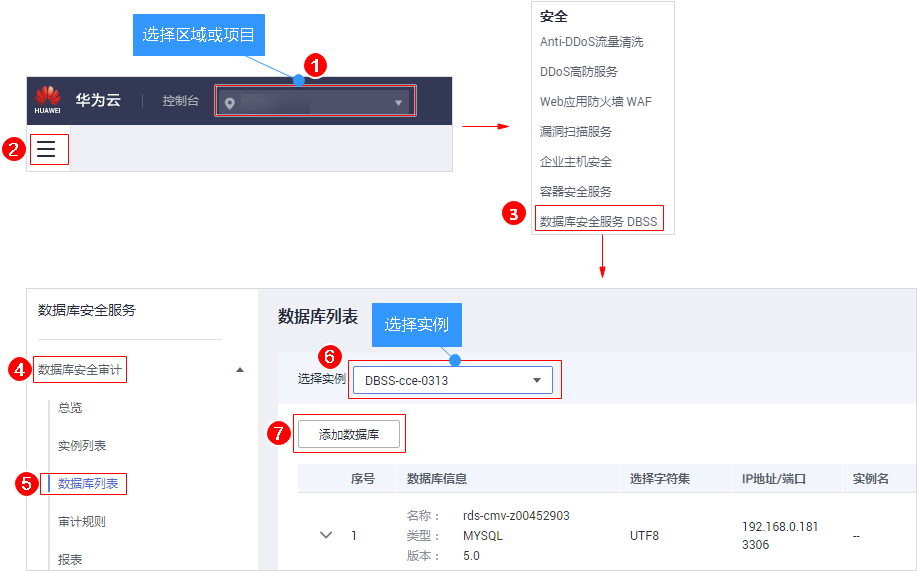 选择区域或项目
1
HUAWEI 华为云 控制台
2
安全
Anti-DDoS流量清洗
DDoS高防服务
Web应用防火墙 WAF
漏洞扫描服务
企业主机安全
容器安全服务
3 数据库安全服务 DBSS
数据库安全服务
4 数据库安全审计
总览
实例列表
5 数据库列表
审计规则
报表
数据库列表
选择实例
6
选择实例 DBSS-cce-0313
7 添加数据库
序号 数据库信息 选择字符集 IP地址/端口 实例名
名称： rds-cmv-z00452903
1 类型： MYSQL UTF8 192.168.0.181 --
3306
版本： 5.0